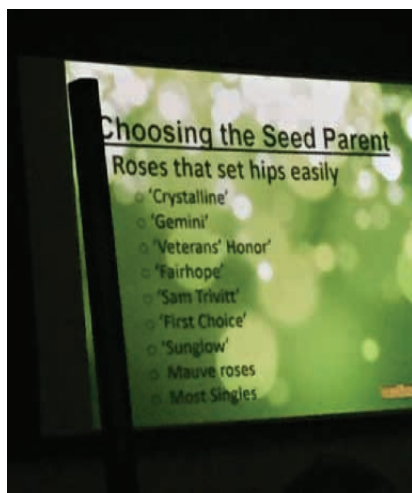 Choosing the Seed Parent
Roses that set hips easily
'Crystalline'
'Gemini'
'Veterans' Honor'
'Fairhope'
'Sam Trivitt'
'First Choice'
'Sunglow'
Mauve roses
Most Singles